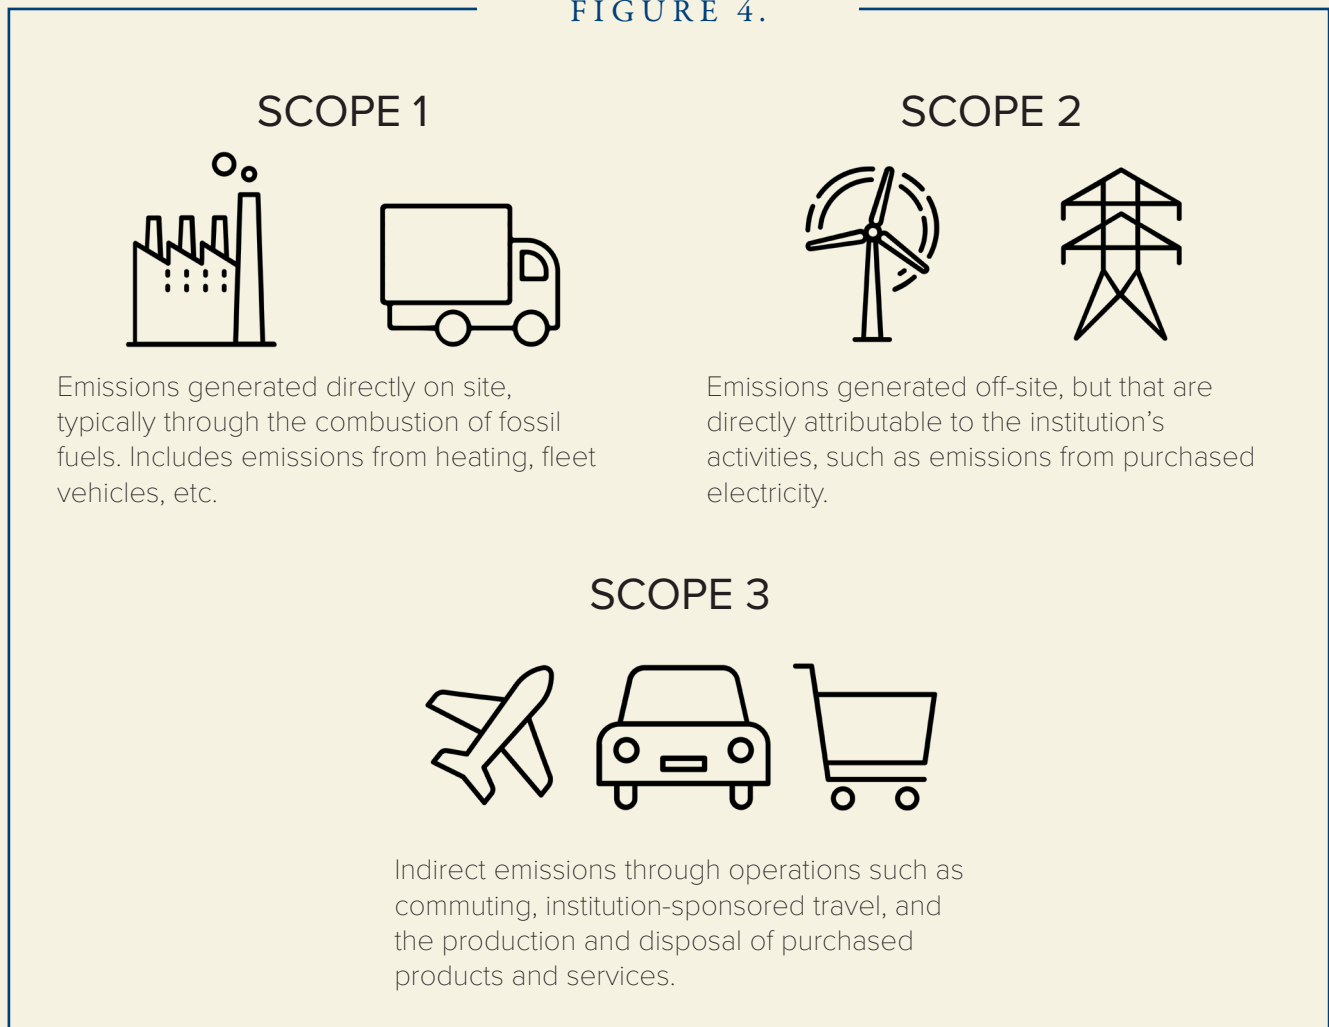 FIGURE 4.
SCOPE 1
Emissions generated directly on site,
typically through the combustion of fossil
fuels. Includes emissions from heating, fleet
vehicles, etc.
SCOPE 2
Emissions generated off-site, but that are
directly attributable to the institution’s
activities, such as emissions from purchased
electricity.
SCOPE 3
Indirect emissions through operations such as
commuting, institution-sponsored travel, and
the production and disposal of purchased
products and services.